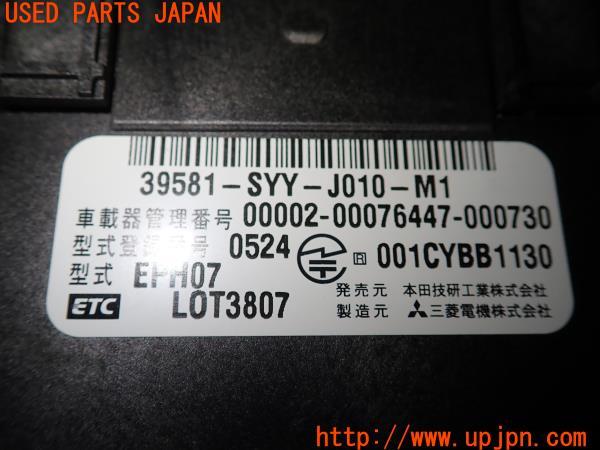 USED PARTS JAPAN
39581-SYY-J010-M1
車載器管理番号 00002-00076447-000730
型式登録番号 0524 R 001CYBB1130
型式 EPH07
ETC LOT3807
発売元 本田技研工業株式会社
製造元 三菱電機株式会社
http://www.upjpn.com